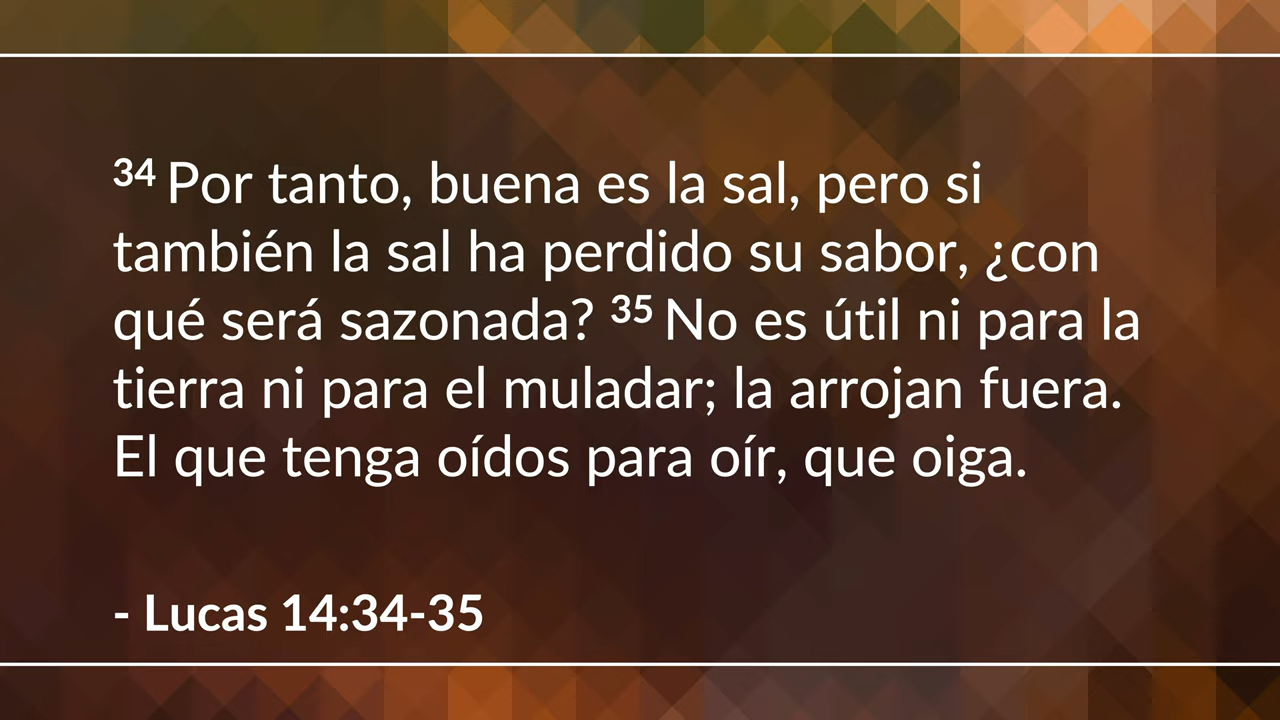 34 Por tanto, buena es la sal, pero si
también la sal ha perdido su sabor, ¿con
qué será sazonada? 35 No es útil ni para la
tierra ni para el muladar; la arrojan fuera.
El que tenga oídos para oír, que oiga.
- Lucas 14:34-35